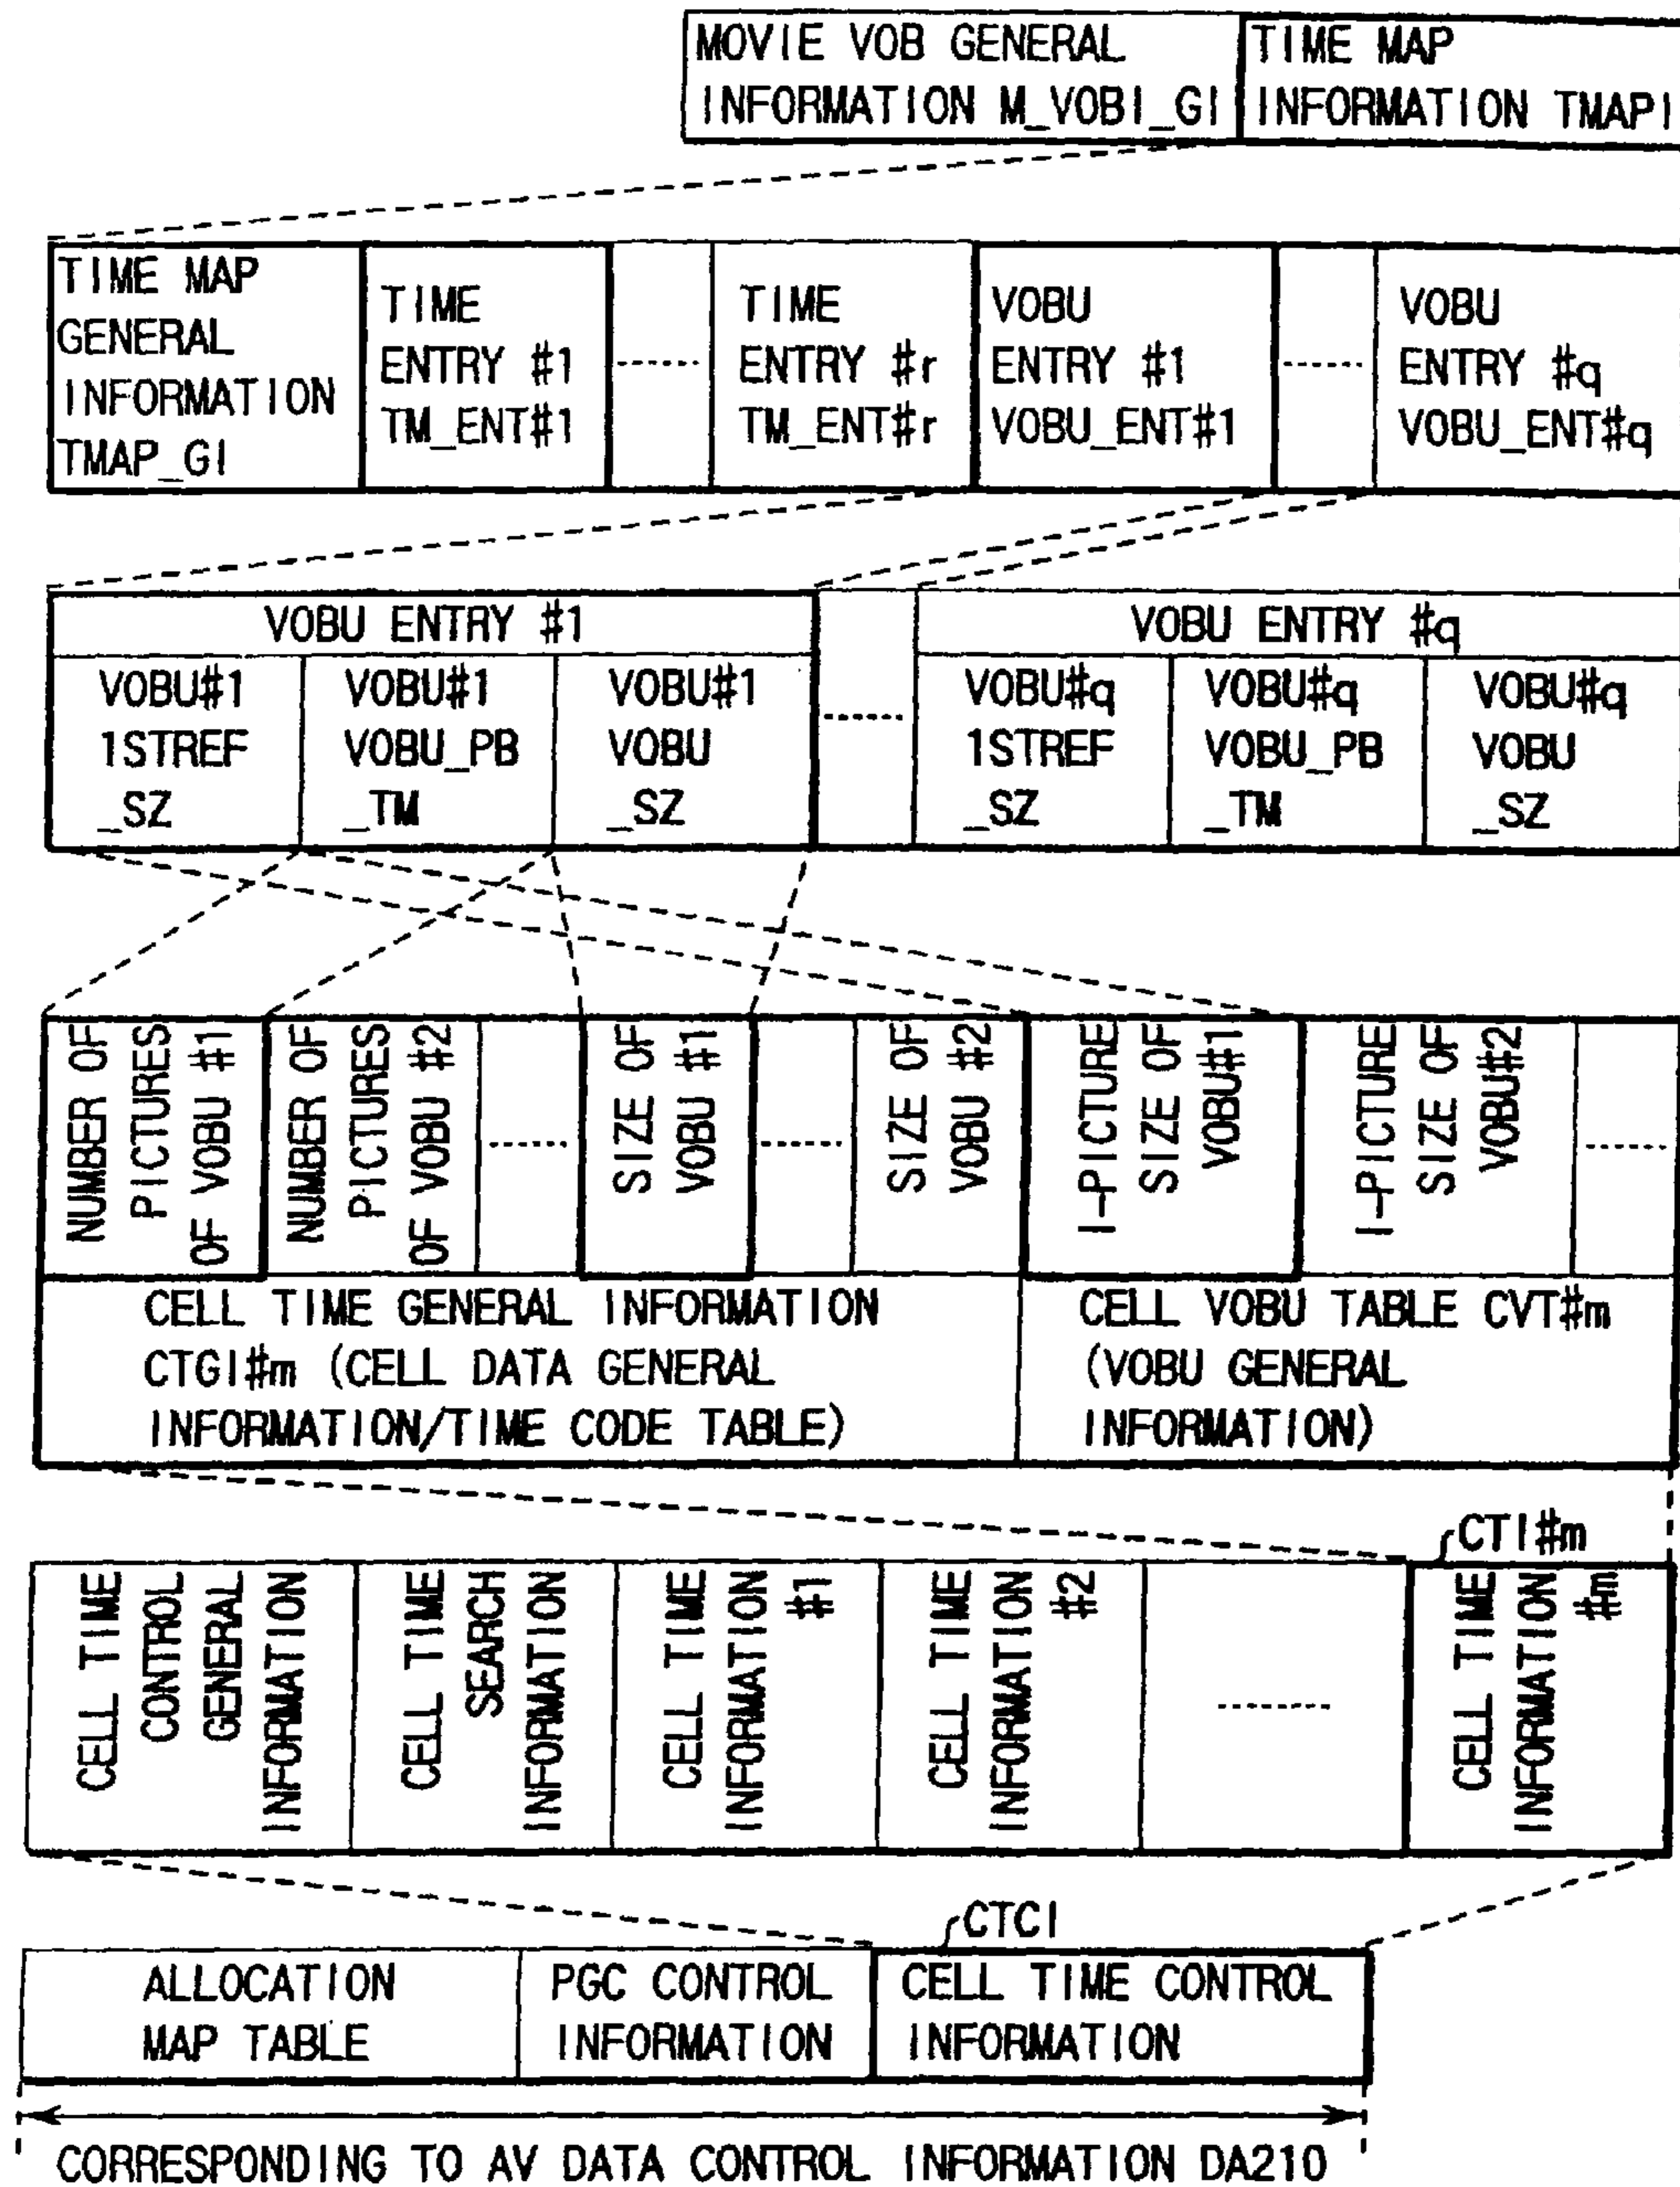 MOVIE VOB GENERAL
INFORMATION M_VOBI_GI
TIME MAP
INFORMATION TMAPI
TIME MAP
GENERAL
INFORMATION
TMAP_GI
TIME
ENTRY #1
TM_ENT#1
TIME
ENTRY #r
TM_ENT#r
VOBU
ENTRY #1
VOBU_ENT#1
VOBU
ENTRY #q
VOBU_ENT#q
VOBU ENTRY #1
VOBU ENTRY #q
VOBU#1
1STREF
_SZ
VOBU#1
VOBU_PB
_TM
VOBU#1
VOBU
_SZ
VOBU#q
1STREF
_SZ
VOBU#q
VOBU_PB
_TM
VOBU#q
VOBU
_SZ
NUMBER OF
PICTURES
OF VOBU #1
NUMBER OF
PICTURES
OF VOBU #2
SIZE OF
VOBU #1
SIZE OF
VOBU #2
I-PICTURE
SIZE OF
VOBU#1
I-PICTURE
SIZE OF
VOBU#2
CELL TIME GENERAL INFORMATION
CTGI#m (CELL DATA GENERAL
INFORMATION/TIME CODE TABLE)
CELL VOBU TABLE CVT#m
(VOBU GENERAL
INFORMATION)
CTI#m
CELL TIME
CONTROL
GENERAL
INFORMATION
CELL TIME
SEARCH
INFORMATION
CELL TIME
INFORMATION
#1
CELL TIME
INFORMATION
#2
CELL TIME
INFORMATION
#m
CTCI
ALLOCATION
MAP TABLE
PGC CONTROL
INFORMATION
CELL TIME CONTROL
INFORMATION
CORRESPONDING TO AV DATA CONTROL INFORMATION DA210